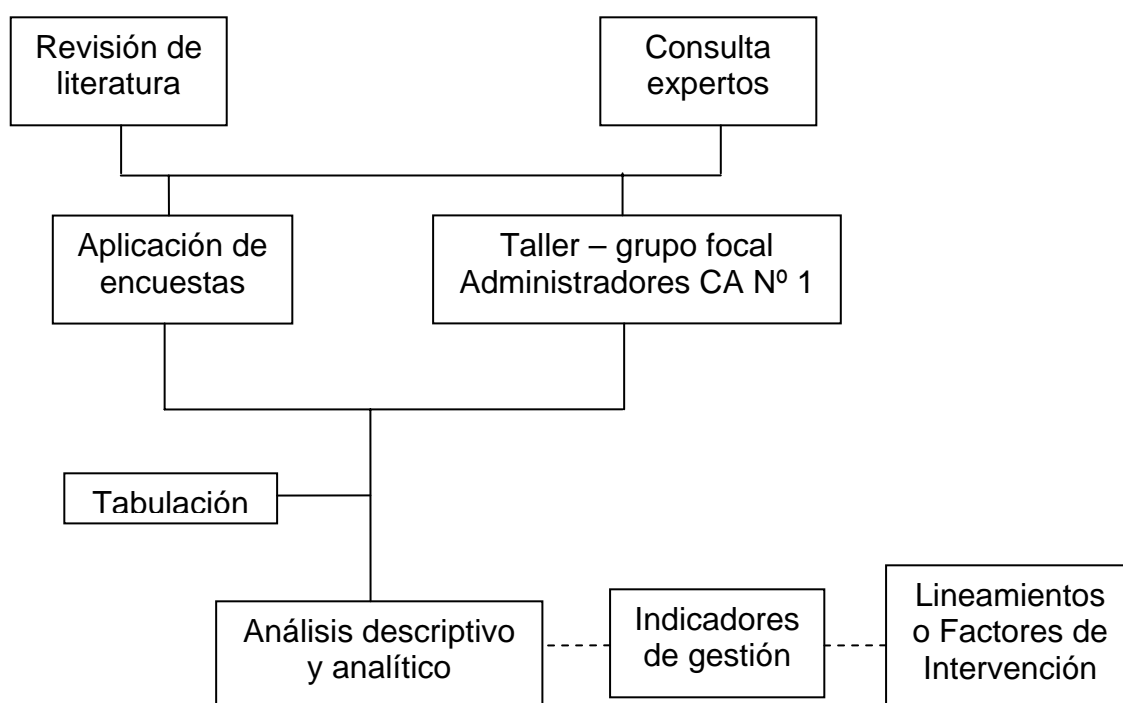 Revisión de
literatura
Consulta
expertos
Aplicación de
encuestas
Taller – grupo focal
Administradores CA Nº 1
Tabulación
Análisis descriptivo
y analítico
Indicadores
de gestión
Lineamientos
o Factores de
Intervención